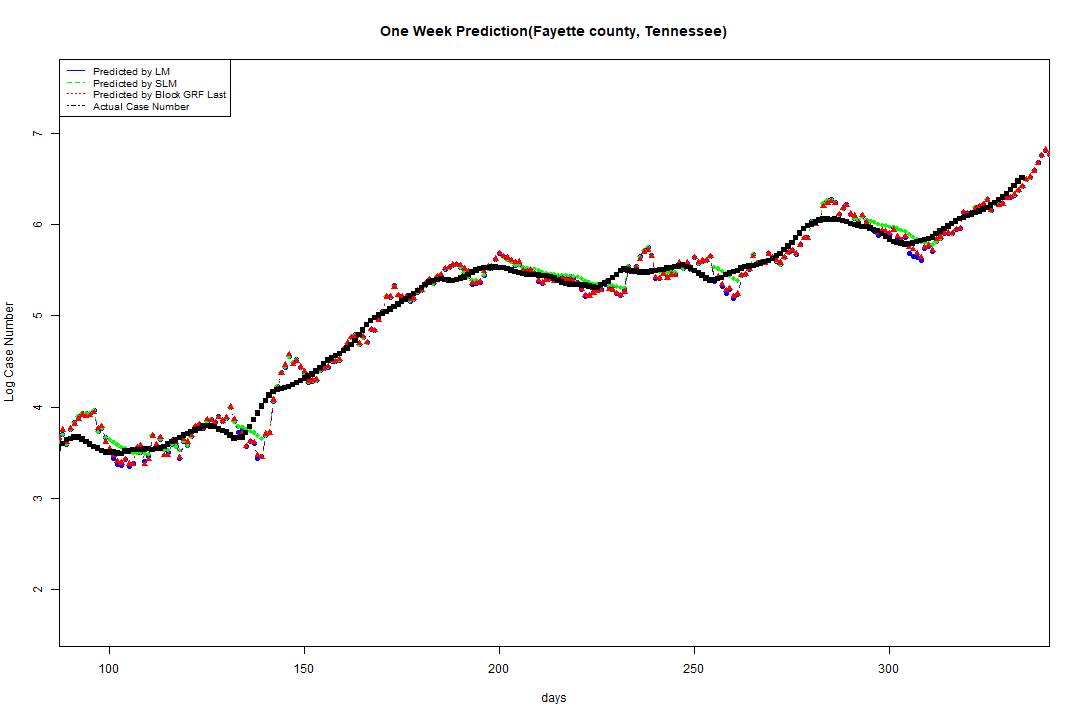 One Week Prediction(Fayette county, Tennessee)
Predicted by LM
Predicted by SLM
Predicted by Block GRF Last
Actual Case Number
7
6
5
4
3
2
Log Case Number
100 150 200 250 300
days